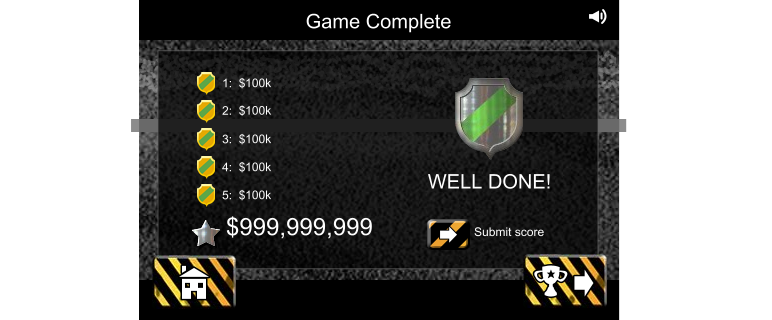 Game Complete
1: $100k
2: $100k
3: $100k
4: $100k
5: $100k
$999,999,999
WELL DONE!
Submit score